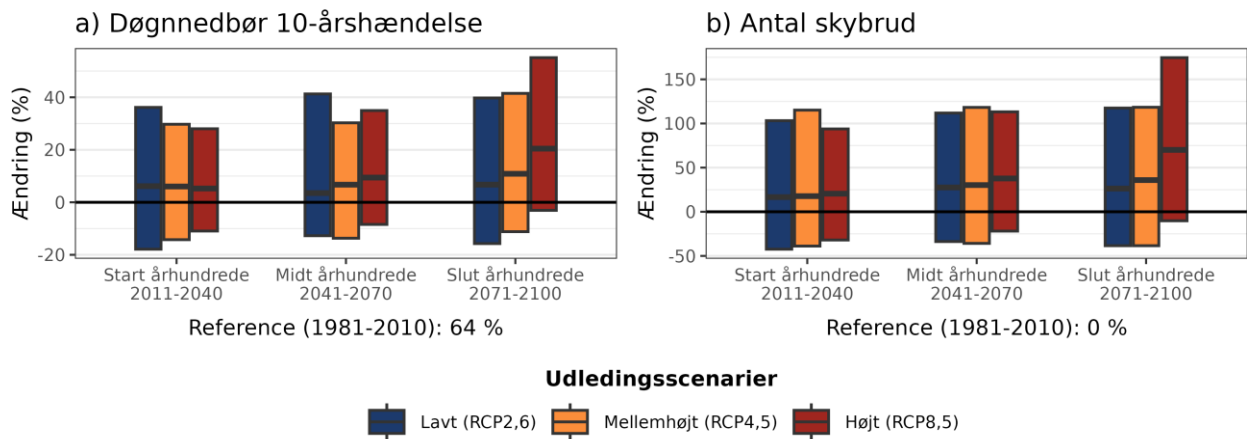 a) Døgnnedbør 10-årshændelse
Ændring (%)
40
20
0
-20
Start århundrede
2011-2040
Midt århundrede
2041-2070
Slut århundrede
2071-2100
Reference (1981-2010): 64 %
b) Antal skybrud
Ændring (%)
150
100
50
0
-50
Start århundrede
2011-2040
Midt århundrede
2041-2070
Slut århundrede
2071-2100
Reference (1981-2010): 0 %
Udledingsscenarier
Lavt (RCP2,6)
Mellemhøjt (RCP4,5)
Højt (RCP8,5)